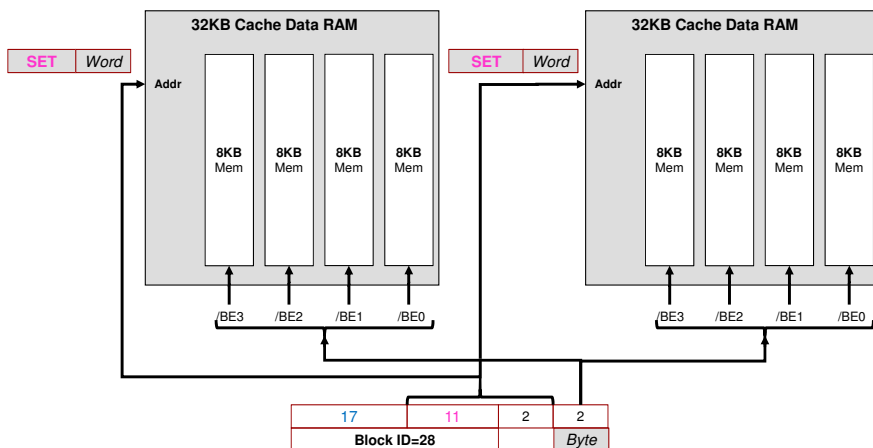 32KB Cache Data RAM
32KB Cache Data RAM
SET Word
SET Word
Addr
Addr
8KB Mem
8KB Mem
8KB Mem
8KB Mem
8KB Mem
8KB Mem
8KB Mem
8KB Mem
/BE3 /BE2 /BE1 /BE0
/BE3 /BE2 /BE1 /BE0
17 11 2 2
Block ID=28 Byte